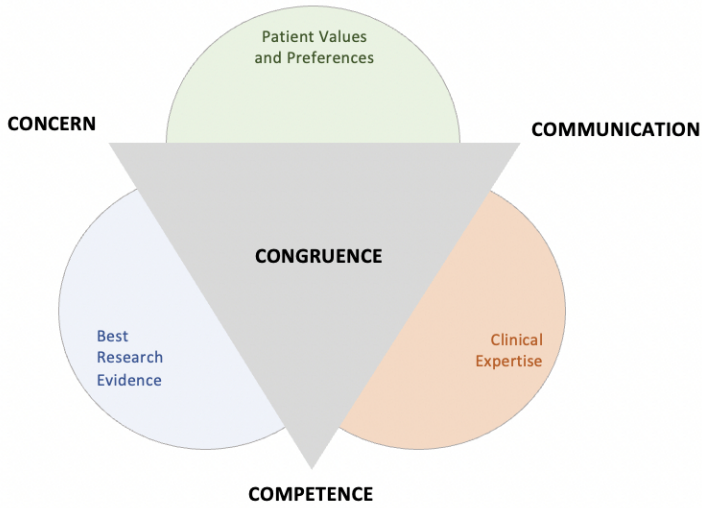 Patient Values
and Preferences
CONCERN
COMMUNICATION
CONGRUENCE
Best
Research
Evidence
Clinical
Expertise
COMPETENCE